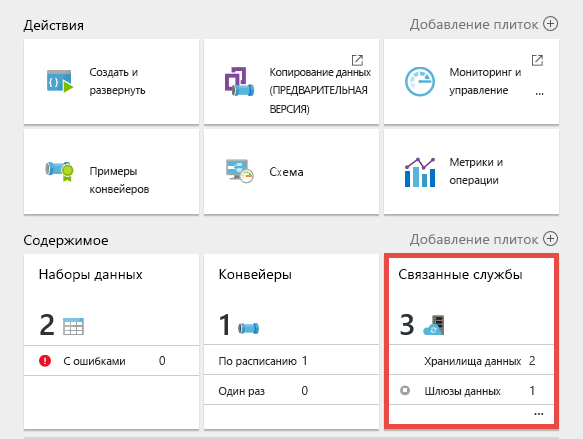 Действия
Добавление плиток
Создать и
развернуть
Копирование данных
(ПРЕДВАРИТЕЛЬНАЯ
ВЕРСИЯ)
Мониторинг и
управление
...
Примеры
конвейеров
Схема
Метрики и
операции
Содержимое
Добавление плиток
Наборы данных
2
С ошибками 0
Конвейеры
1
По расписанию 1
Один раз 0
Связанные службы
3
Хранилища данных 2
Шлюзы данных 1
...